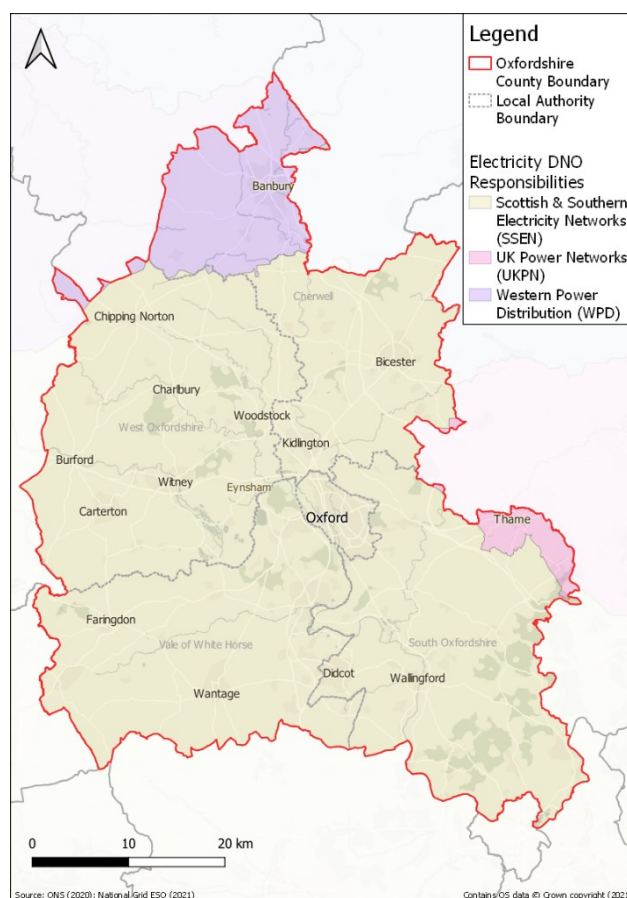 Legend
Oxfordshire
County Boundary
Local Authority
Boundary
Electricity DNO
Responsibilities
Scottish & Southern
Electricity Networks
(SSEN)
UK Power Networks
(UKPN)
Western Power
Distribution (WPD)
Banbury
Cherwell
Chipping Norton
Bicester
Charlbury
Woodstock
West Oxfordshire
Kidlington
Burford
Witney
Eynsham
Carterton
Oxford
Thame
Faringdon
Vale of White Horse
South Oxfordshire
Didcot
Wallingford
Wantage
0 10 20 km
Source: ONS (2020); National Grid ESO (2021)
Contains OS data © Crown copyright (2021